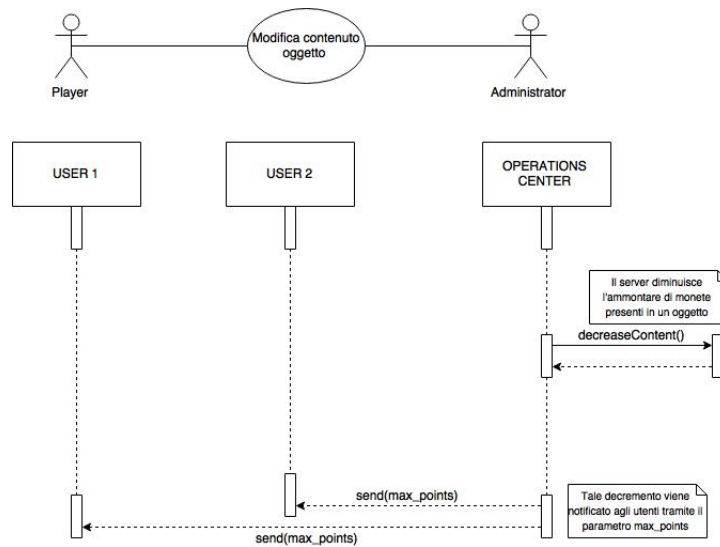 Modifica contenuto
oggetto
Player
Administrator
USER 1
USER 2
OPERATIONS
CENTER
Il server diminuisce
l'ammontare di monete
presenti in un oggetto
decreaseContent()
send(max_points)
Tale decremento viene
notificato agli utenti tramite il
parametro max_points
send(max_points)